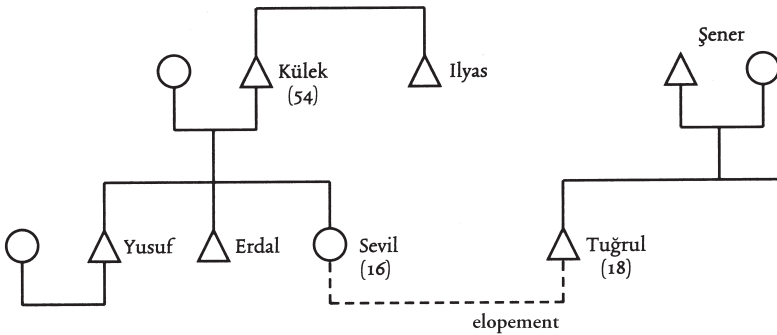 Şener
Külek
(54)
Ilyas
Yusuf
Erdal
Sevil
(16)
Tuğrul
(18)
elopement